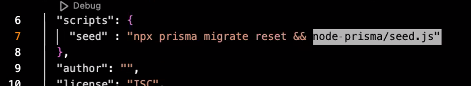 Debug
6 "scripts": {
7 "seed" : "npx prisma migrate reset && node prisma/seed.js"
8 },
9 "author": "",
10 "license": "ISC",